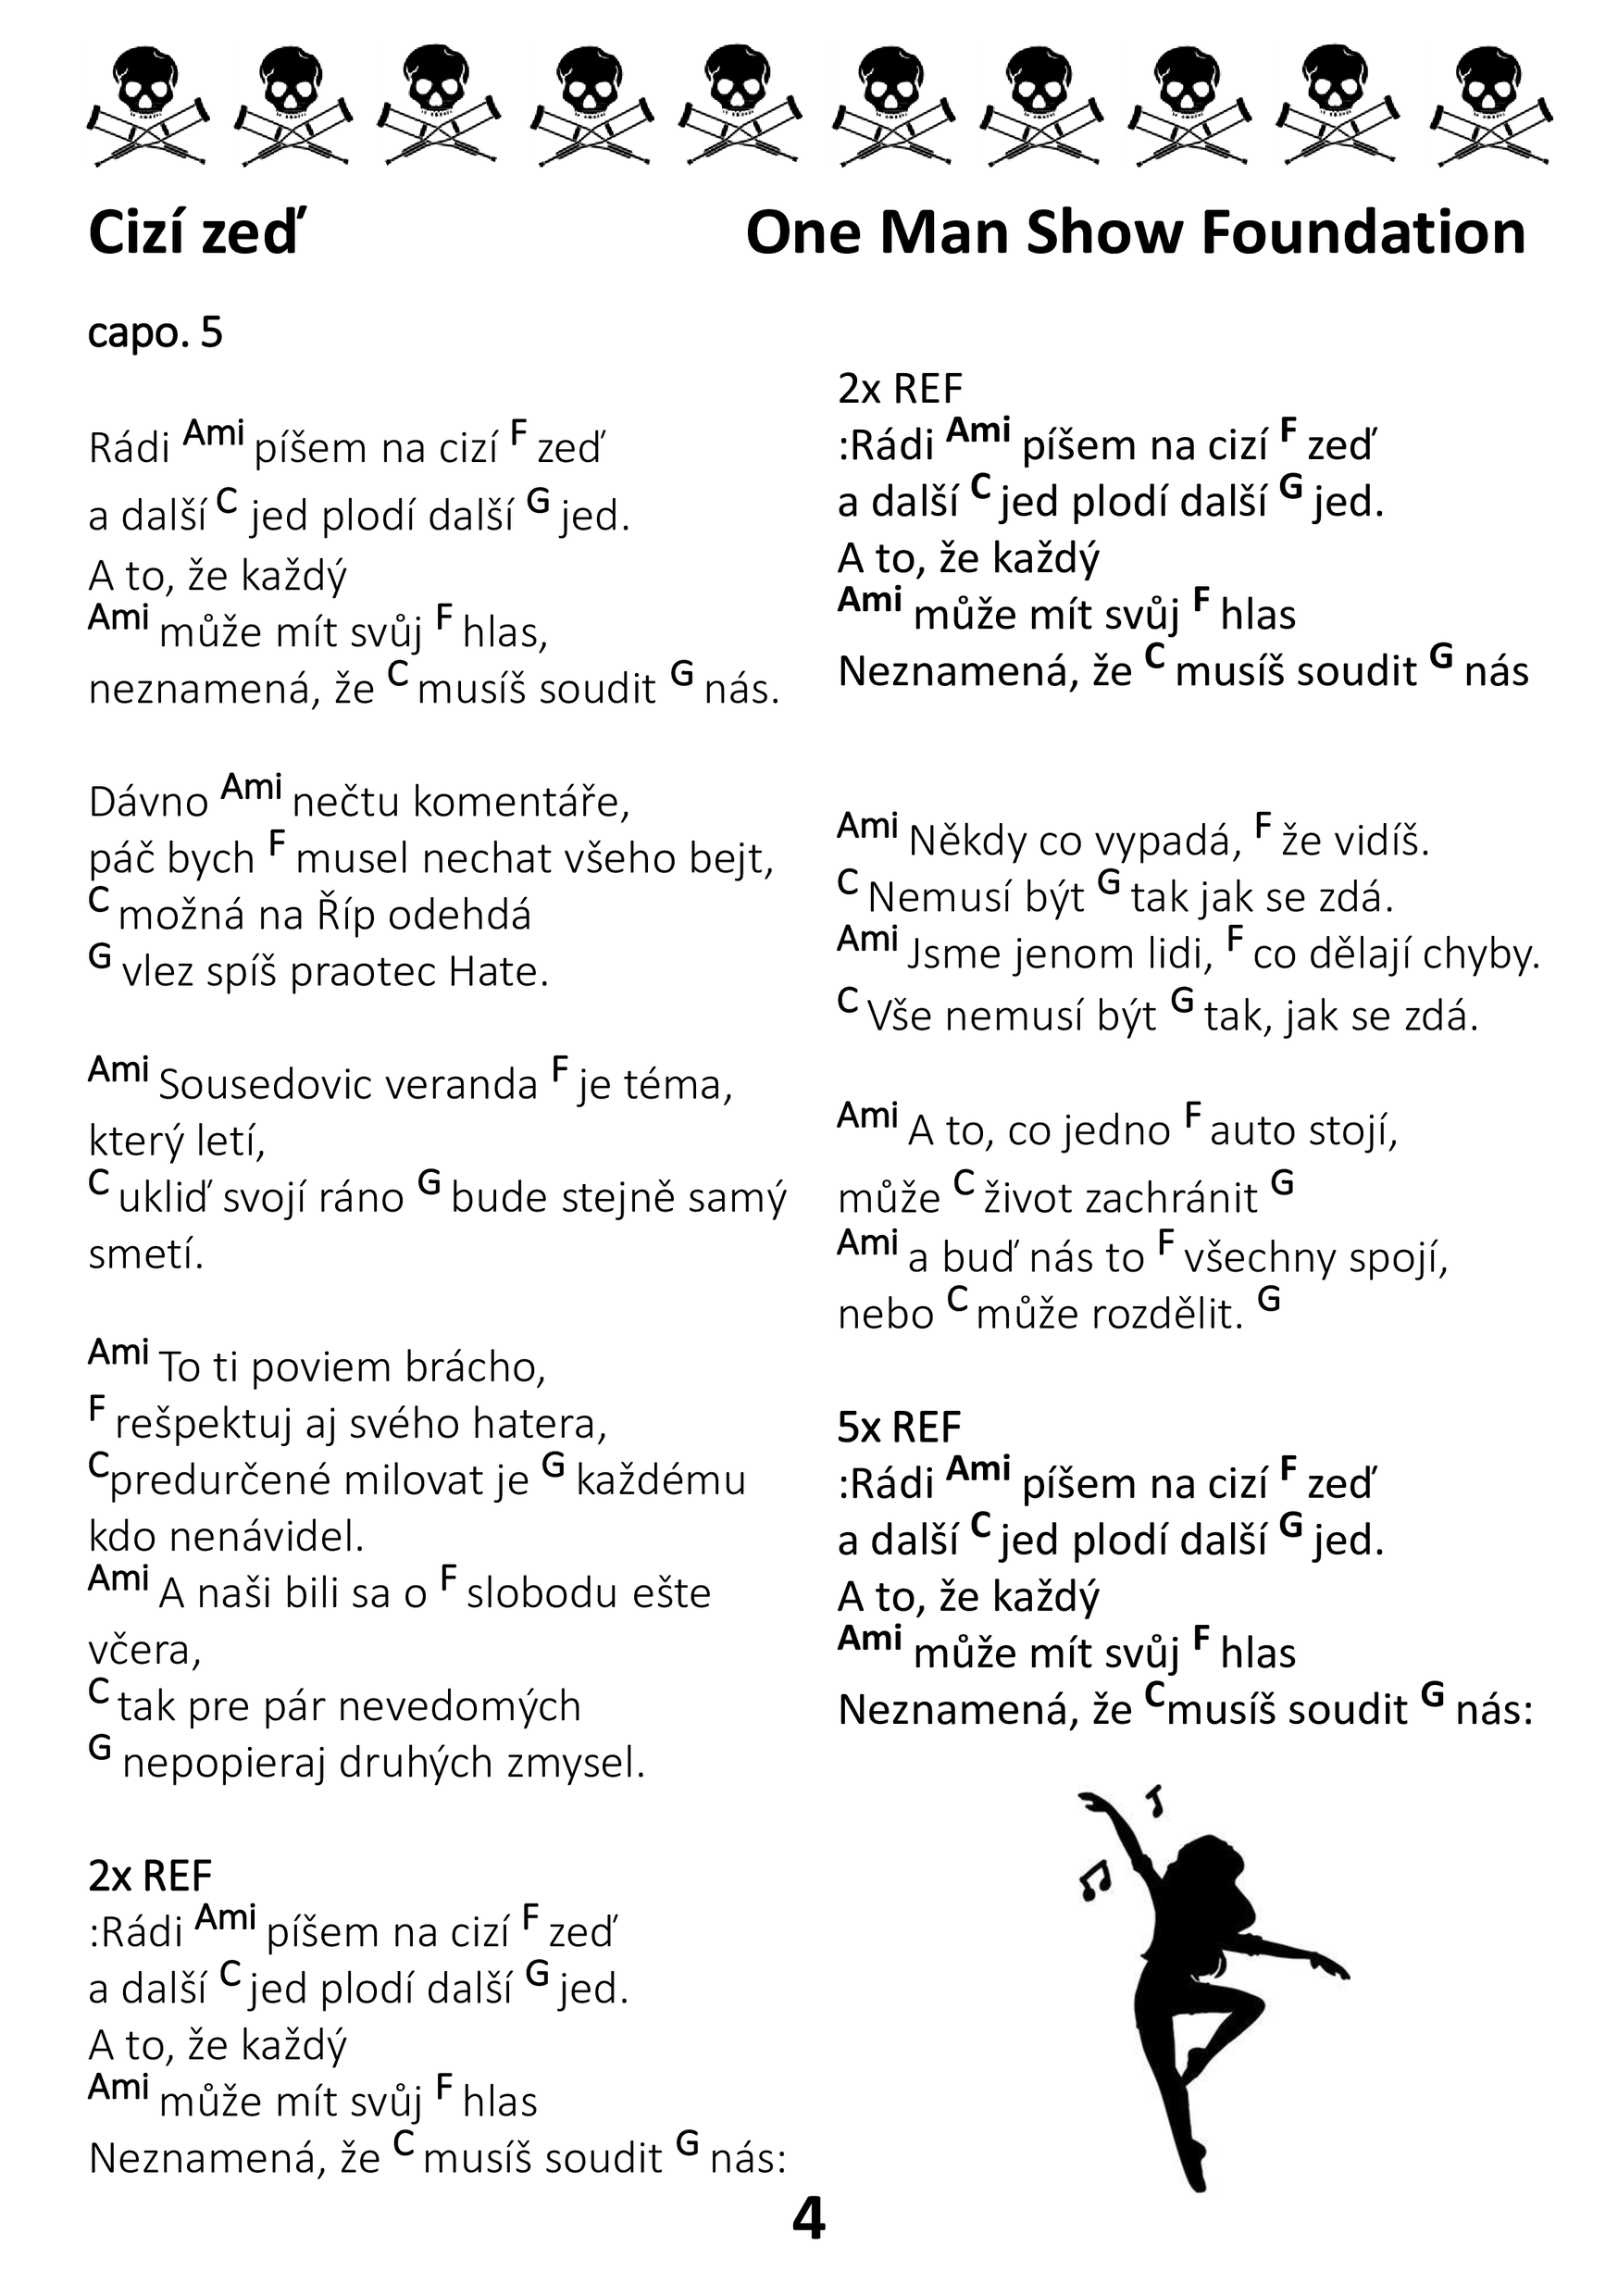 Cizí zeď
One Man Show Foundation
capo. 5
Rádi Ami píšem na cizí F zeď
a další C jed plodí další G jed.
A to, že každý
Ami může mít svůj F hlas,
neznamená, že C musíš soudit G nás.
Dávno Ami nečtu komentáře,
páč bych F musel nechat všeho bejt,
C možná na Říp odehdá
G vlez spíš praotec Hate.
Ami Sousedovic veranda F je téma,
který letí,
C ukliď svojí ráno G bude stejně samý
smetí.
Ami To ti poviem brácho,
F rešpektuj aj svého hatera,
Cpredurčené milovat je G každému
kdo nenávidel.
Ami A naši bili sa o F slobodu ešte
včera,
C tak pre pár nevedomých
G nepopieraj druhých zmysel.
2x REF
:Rádi Ami píšem na cizí F zeď
a další C jed plodí další G jed.
A to, že každý
Ami může mít svůj F hlas
Neznamená, že C musíš soudit G nás:
2x REF
:Rádi Ami píšem na cizí F zeď
a další C jed plodí další G jed.
A to, že každý
Ami může mít svůj F hlas
Neznamená, že C musíš soudit G nás
Ami Někdy co vypadá, F že vidíš.
C Nemusí být G tak jak se zdá.
Ami Jsme jenom lidi, F co dělají chyby.
C Vše nemusí být G tak, jak se zdá.
Ami A to, co jedno F auto stojí,
může C život zachránit G
Ami a buď nás to F všechny spojí,
nebo C může rozdělit. G
5x REF
:Rádi Ami píšem na cizí F zeď
a další C jed plodí další G jed.
A to, že každý
Ami může mít svůj F hlas
Neznamená, že Cmusíš soudit G nás:
4